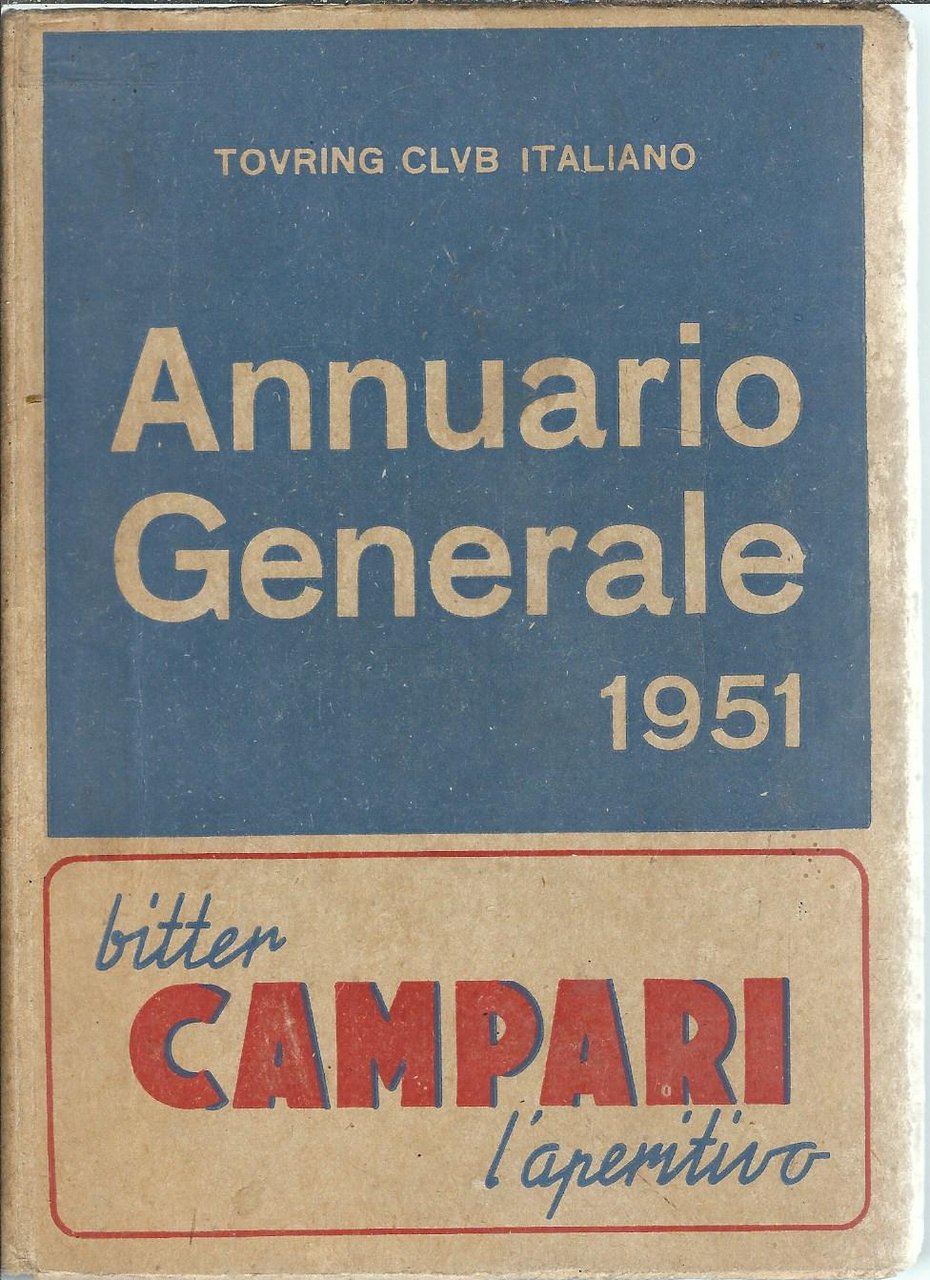 TOVRING CLVB ITALIANO
Annuario
Generale
1951
bitter
CAMPARI
l'aperitivo